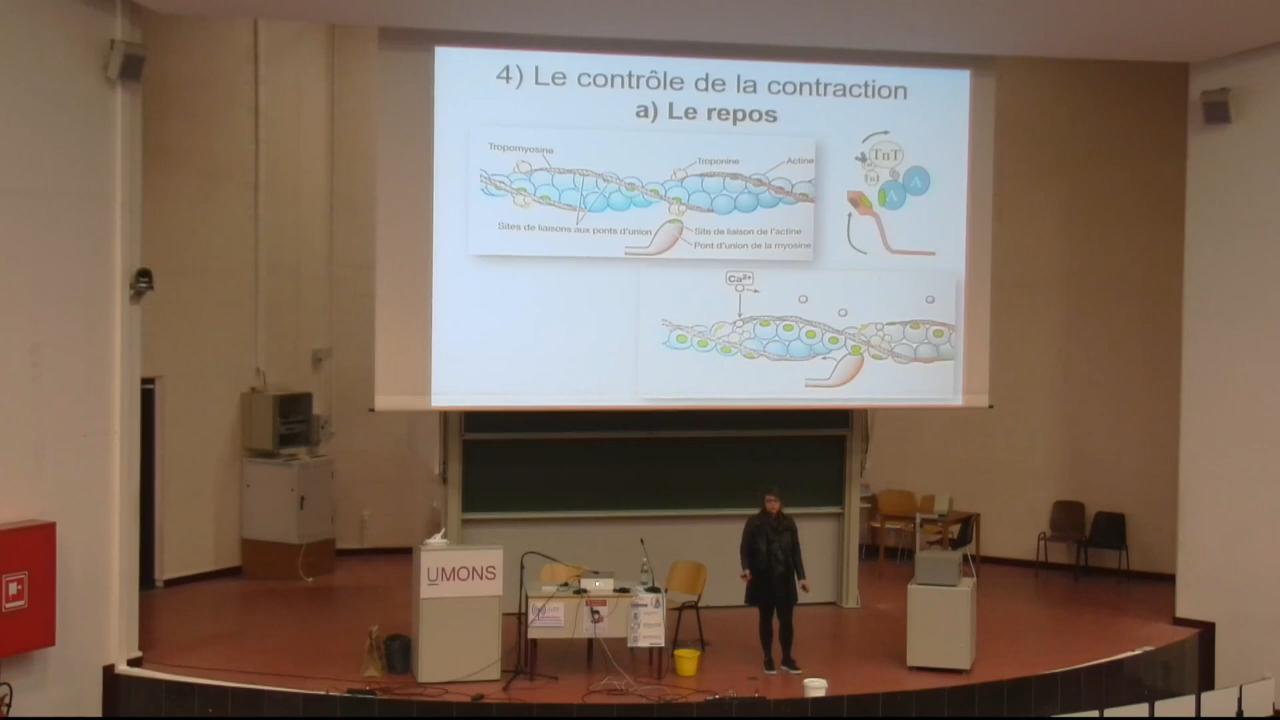 4) Le contrôle de la contraction
a) Le repos
Tropomyosine
Troponine
Actine
Sites de liaisons aux ponts d'union
Site de liaison de l'actine
Pont d'union de la myosine
TnT
A
A
Ca²⁺
UMONS